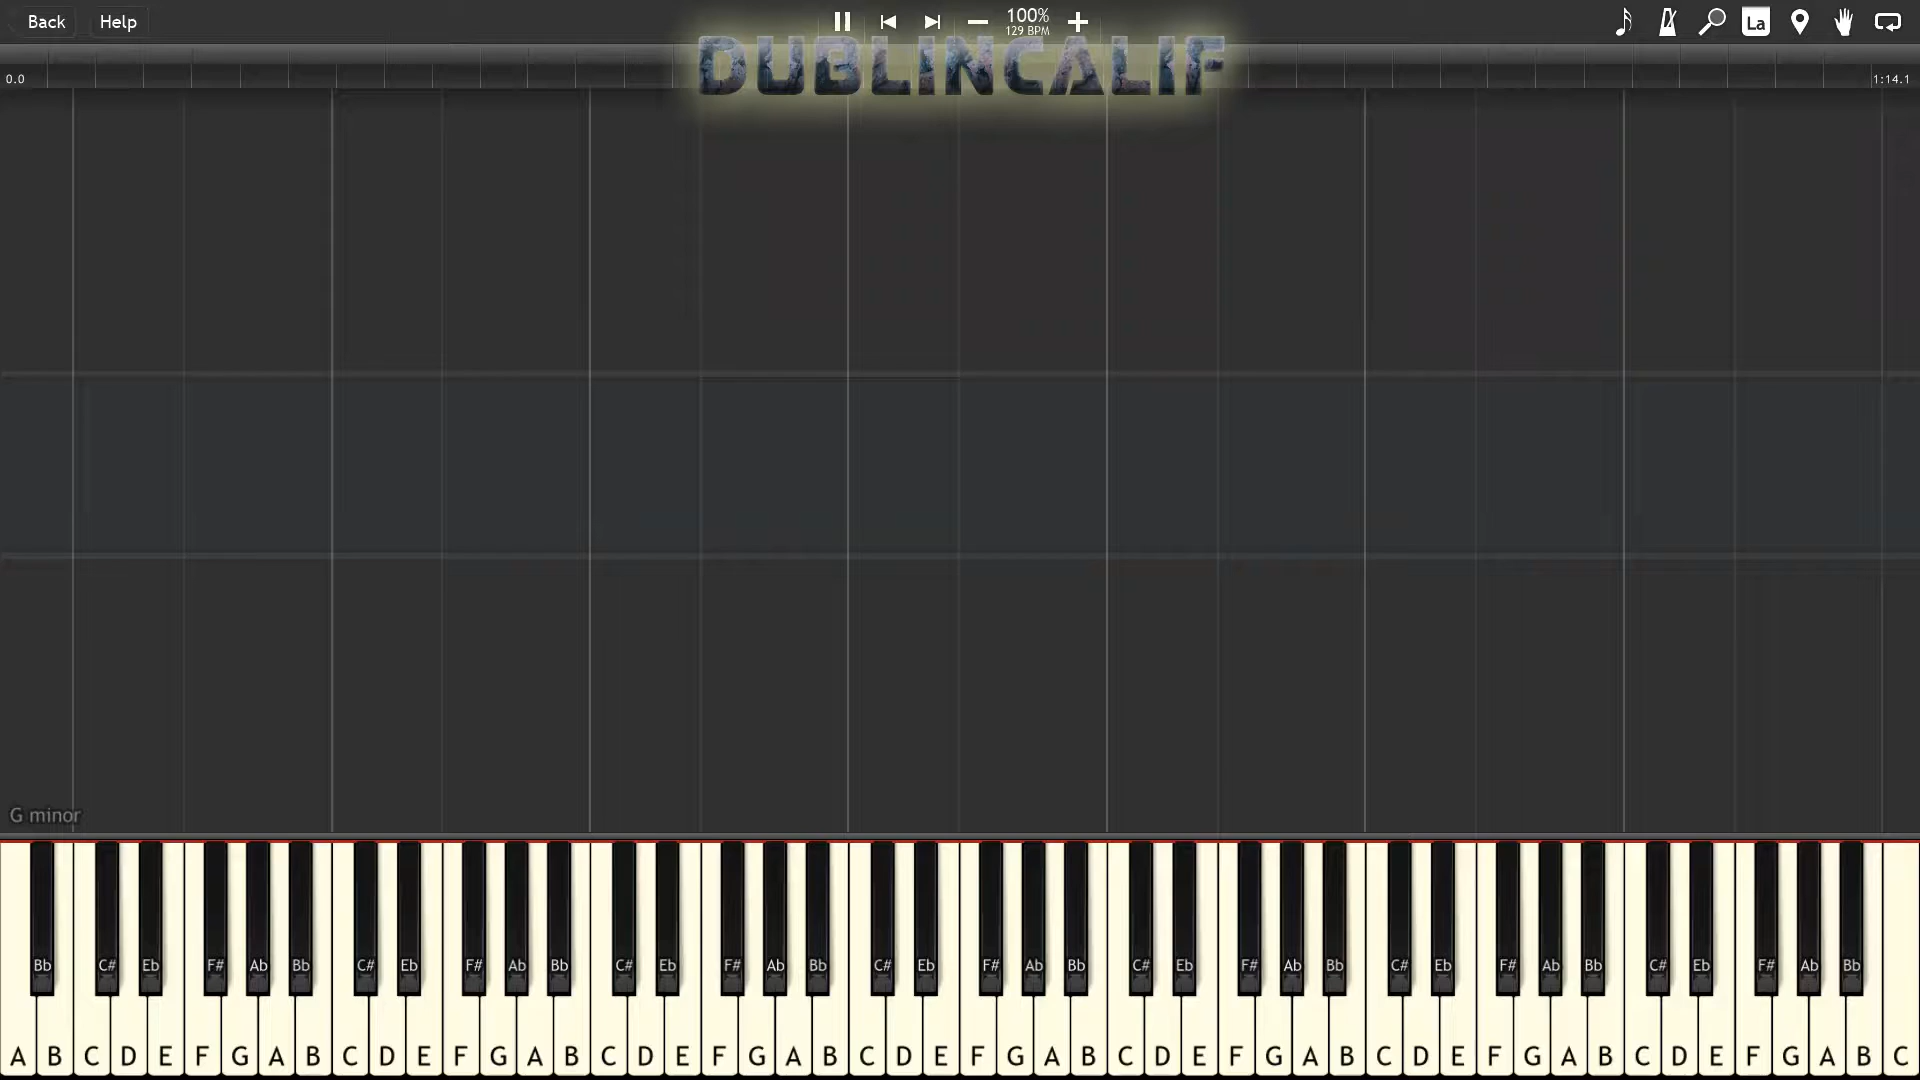 Back Help
100%
129 BPM
La
DUBLINCALIF
0.0 1:14.1
G minor
Bb C# Eb F# Ab Bb C# Eb F# Ab Bb C# Eb F# Ab Bb C# Eb F# Ab Bb C# Eb F# Ab Bb C# Eb F# Ab Bb C# Eb F# Ab Bb
A B C D E F G A B C D E F G A B C D E F G A B C D E F G A B C D E F G A B C D E F G A B C D E F G A B C